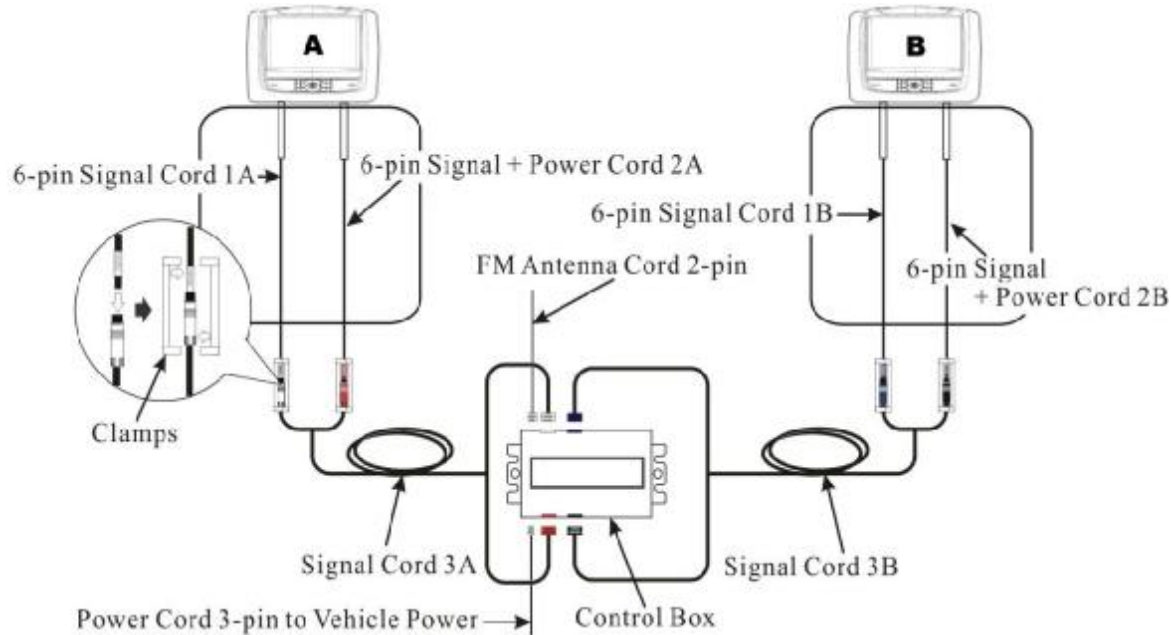 A
B
6-pin Signal Cord 1A
6-pin Signal + Power Cord 2A
6-pin Signal Cord 1B
FM Antenna Cord 2-pin
6-pin Signal
+ Power Cord 2B
Clamps
Signal Cord 3A
Signal Cord 3B
Power Cord 3-pin to Vehicle Power
Control Box